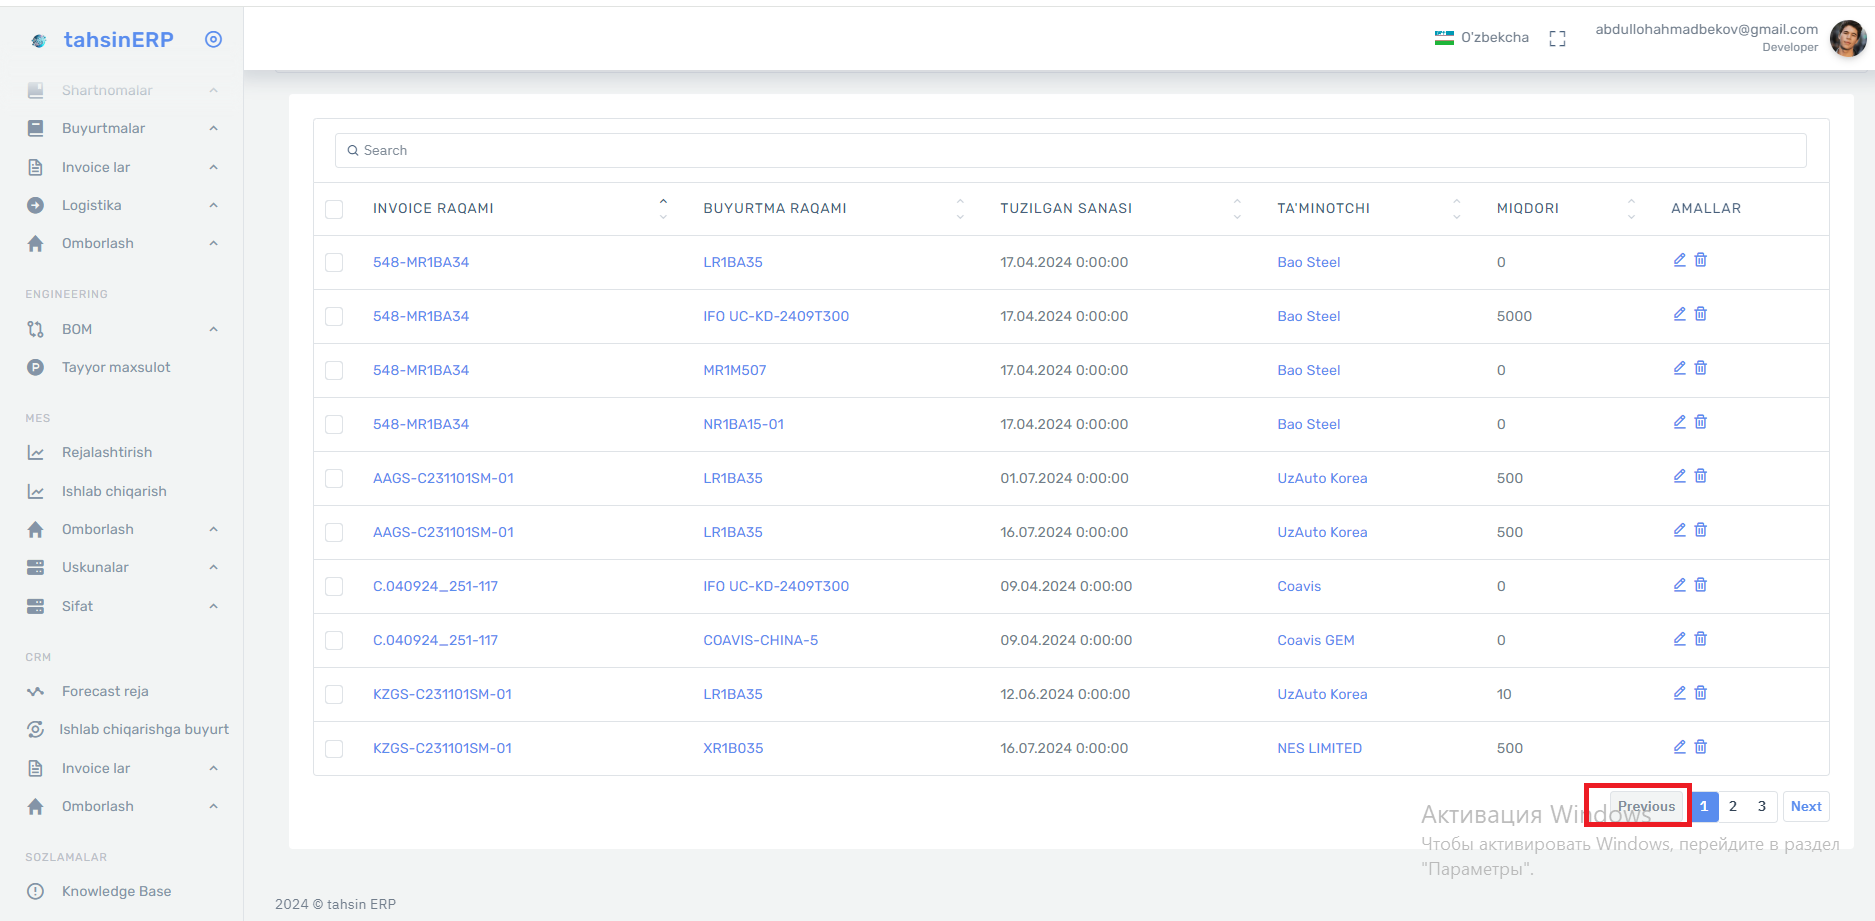 tahsinERP
O'zbekcha
abdullohahmadbekov@gmail.com
Developer
Shartnomalar
Buyurtmalar
Invoice lar
Logistika
Omborlash
ENGINEERING
BOM
Tayyor maxsulot
MES
Rejalashtirish
Ishlab chiqarish
Omborlash
Uskunalar
Sifat
CRM
Forecast reja
Ishlab chiqarishga buyurt
Invoice lar
Omborlash
SOZLAMALAR
Knowledge Base
Search
INVOICE RAQAMI BUYURTMA RAQAMI TUZILGAN SANASI TA'MINOTCHI MIQDORI AMALLAR
548-MR1BA34 LR1BA35 17.04.2024 0:00:00 Bao Steel 0
548-MR1BA34 IFO UC-KD-2409T300 17.04.2024 0:00:00 Bao Steel 5000
548-MR1BA34 MR1M507 17.04.2024 0:00:00 Bao Steel 0
548-MR1BA34 NR1BA15-01 17.04.2024 0:00:00 Bao Steel 0
AAGS-C231101SM-01 LR1BA35 01.07.2024 0:00:00 UzAuto Korea 500
AAGS-C231101SM-01 LR1BA35 16.07.2024 0:00:00 UzAuto Korea 500
C.040924_251-117 IFO UC-KD-2409T300 09.04.2024 0:00:00 Coavis 0
C.040924_251-117 COAVIS-CHINA-5 09.04.2024 0:00:00 Coavis GEM 0
KZGS-C231101SM-01 LR1BA35 12.06.2024 0:00:00 UzAuto Korea 10
KZGS-C231101SM-01 XR1B035 16.07.2024 0:00:00 NES LIMITED 500
Previous 1 2 3 Next
Активация Windows
Чтобы активировать Windows, перейдите в раздел
"Параметры".
2024 © tahsin ERP